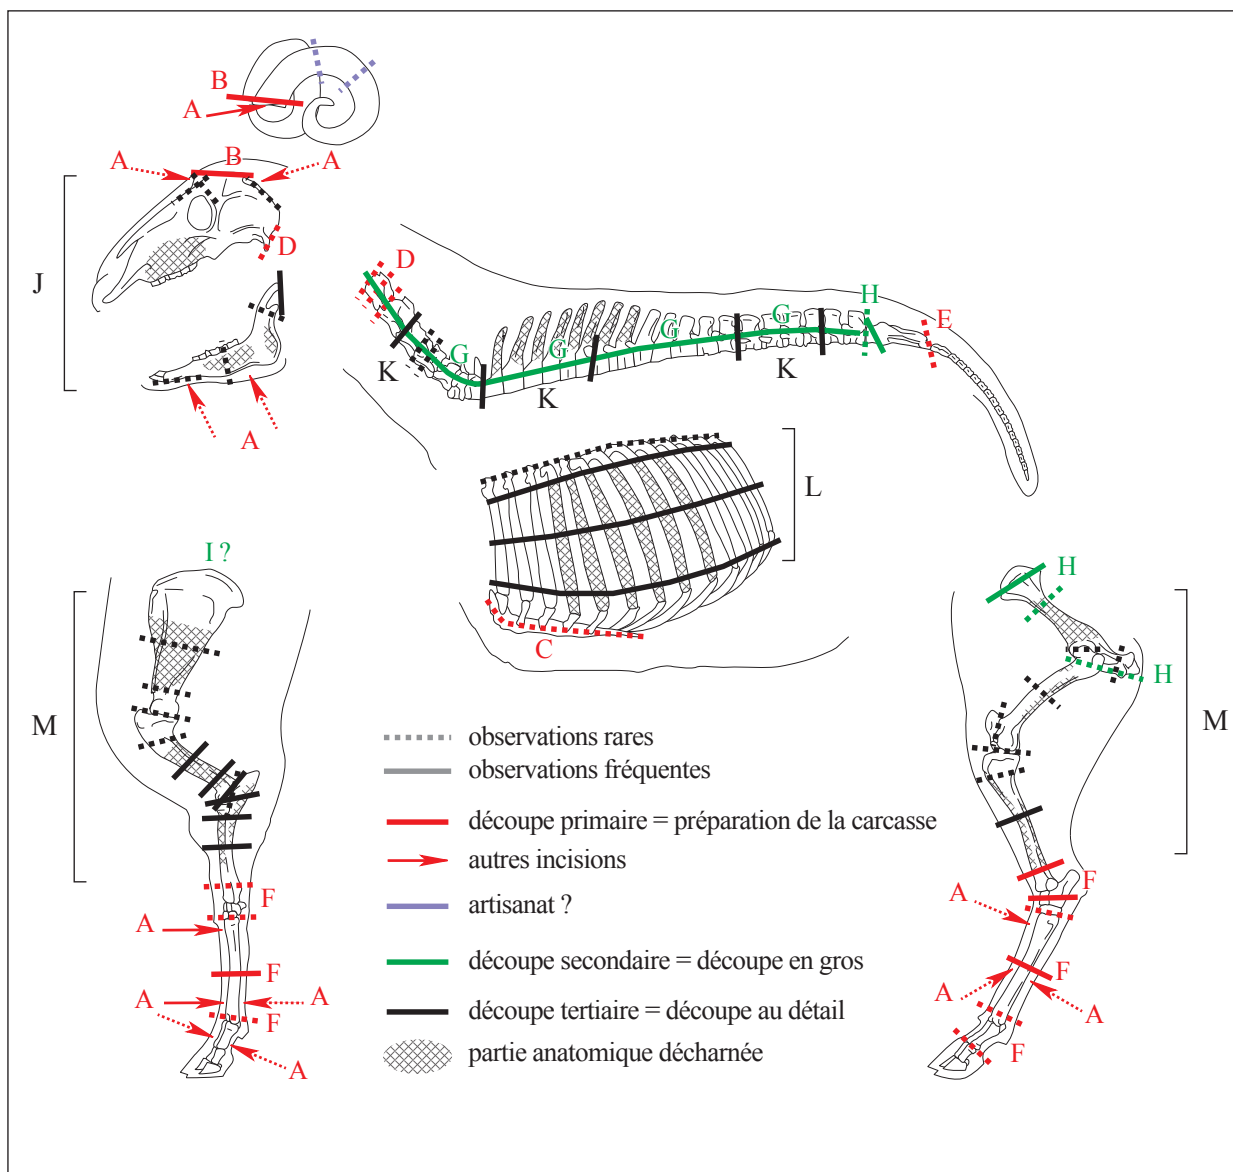 B
A
A
B
A
J
D
A
D
G
K
G
K
G
G
K
H
E
L
C
I ?
M
F
A
F
A
A
F
A
A
H
M
H
A
F
A
F
A
F
observations rares
observations fréquentes
découpe primaire = préparation de la carcasse
autres incisions
artisanat ?
découpe secondaire = découpe en gros
découpe tertiaire = découpe au détail
partie anatomique décharnée